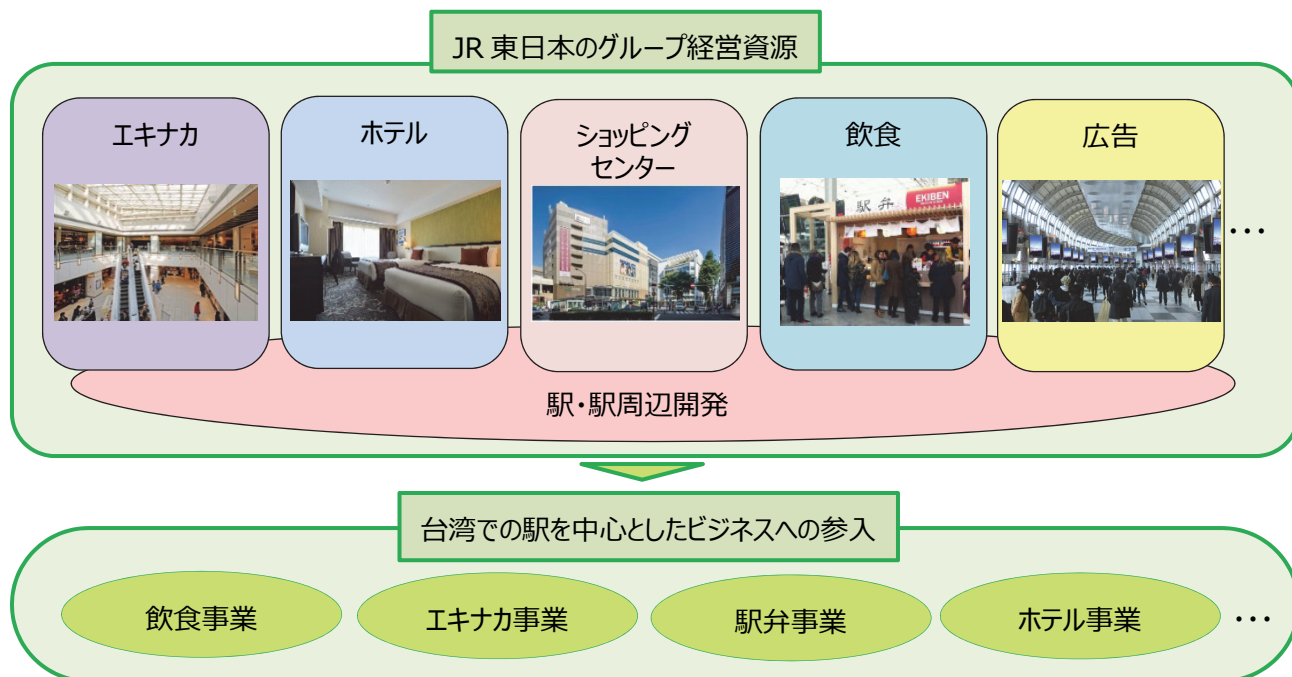 JR 東日本のグループ経営資源
エキナカ
ホテル
ショッピング
センター
飲食
広告
駅弁
EKIBEN
…
駅・駅周辺開発
台湾での駅を中心としたビジネスへの参入
飲食事業
エキナカ事業
駅弁事業
ホテル事業
…